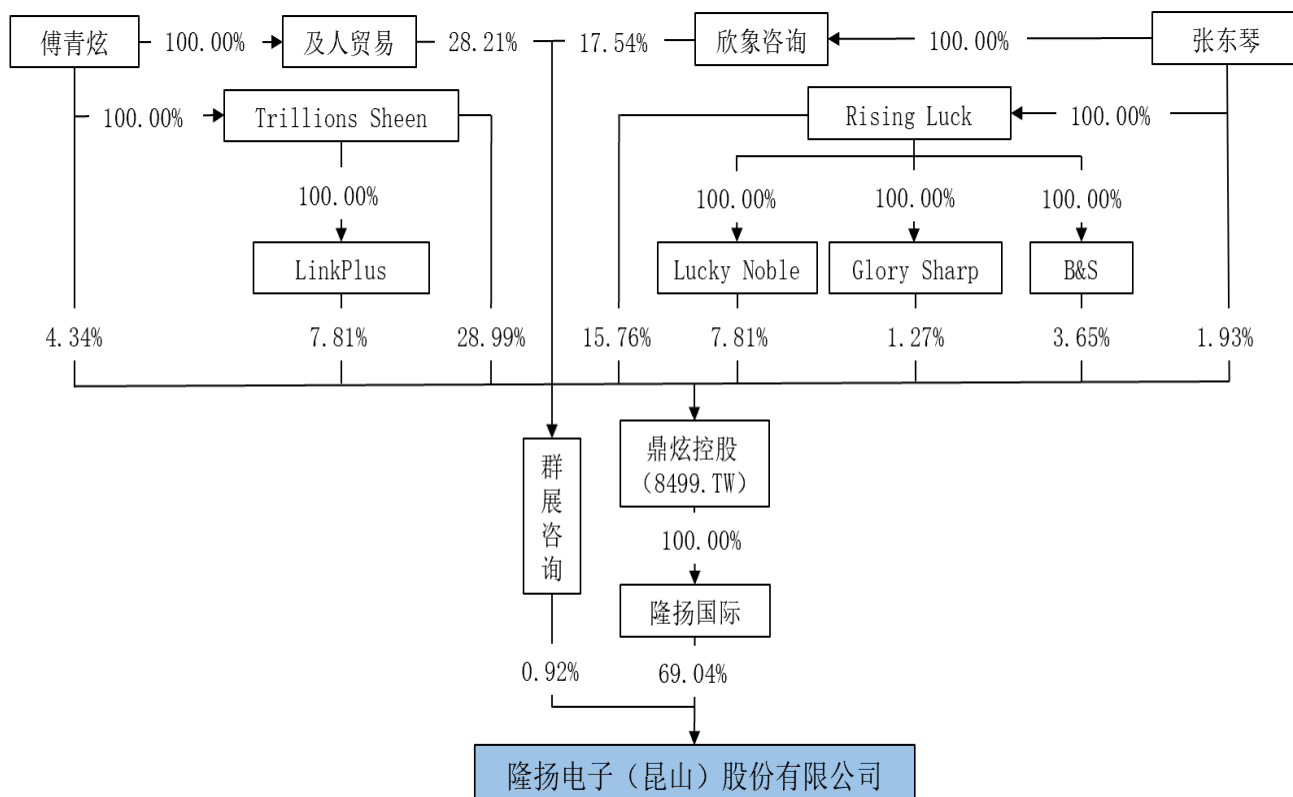 傅青炫
100.00%
及人贸易
28.21%
17.54%
欣象咨询
100.00%
张东琴
100.00%
Trillions Sheen
Rising Luck
100.00%
100.00%
100.00%
100.00%
100.00%
LinkPlus
Lucky Noble
Glory Sharp
B&S
4.34%
7.81%
28.99%
15.76%
7.81%
1.27%
3.65%
1.93%
群
展
咨
询
鼎炫控股
（8499.TW）
100.00%
隆扬国际
0.92%
69.04%
隆扬电子（昆山）股份有限公司